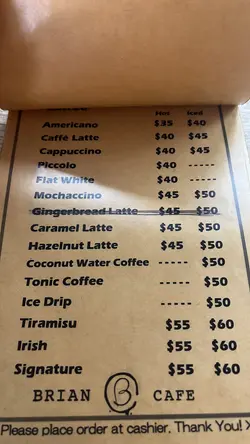 Hot Iced
Americano $35 $40
Caffé Latte $40 $45
Cappuccino $40 $45
Piccolo $40 -----
Flat White $40 -----
Mochaccino $45 $50
Gingerbread Latte $45 $50
Caramel Latte $45 $50
Hazelnut Latte $45 $50
Coconut Water Coffee ----- $50
Tonic Coffee ----- $50
Ice Drip ----- $50
Tiramisu $55 $60
Irish $55 $60
Signature $55 $60
BRIAN B CAFE
Please place order at cashier, Thank You!